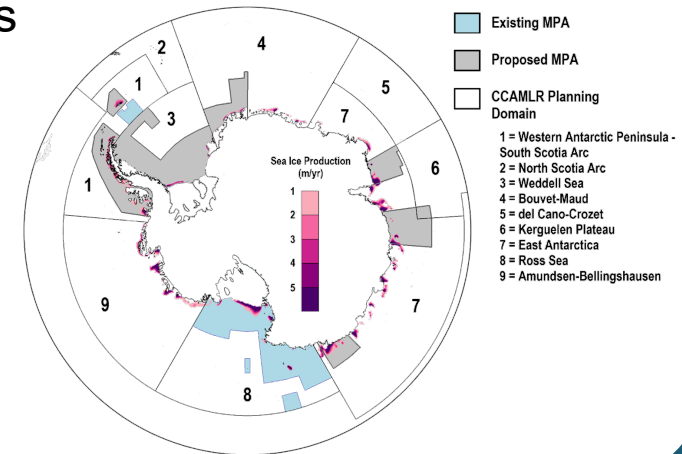 s
Existing MPA
Proposed MPA
CCAMLR Planning
Domain
1 = Western Antarctic Peninsula -
South Scotia Arc
2 = North Scotia Arc
3 = Weddell Sea
4 = Bouvet-Maud
5 = del Cano-Crozet
6 = Kerguelen Plateau
7 = East Antarctica
8 = Ross Sea
9 = Amundsen-Bellingshausen
2
4
1
5
3
7
6
Sea Ice Production
(m/yr)
1
2
3
4
5
1
9
7
8